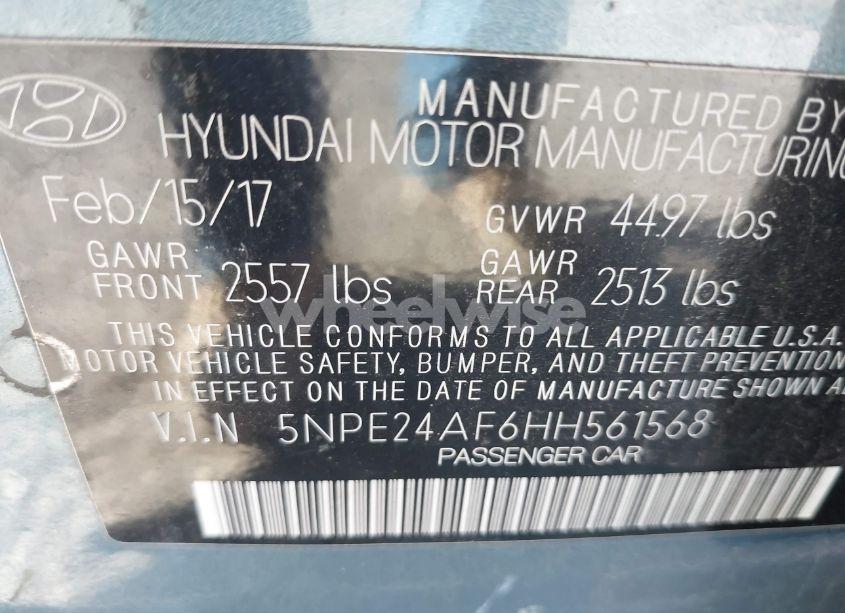 MANUFACTURED BY
HYUNDAI MOTOR MANUFACTURING
Feb/15/17 GVWR 4497 lbs
GAWR FRONT 2557 lbs GAWR REAR 2513 lbs
wheelwise
THIS VEHICLE CONFORMS TO ALL APPLICABLE U.S.A.
MOTOR VEHICLE SAFETY, BUMPER, AND THEFT PREVENTION
IN EFFECT ON THE DATE OF MANUFACTURE SHOWN A
V.I.N 5NPE24AF6HH561568
PASSENGER CAR